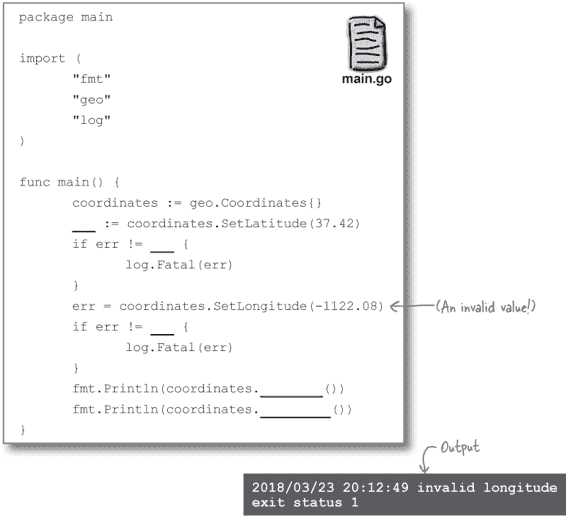 package main
main.go
import (
"fmt"
"geo"
"log"
)
func main() {
coordinates := geo.Coordinates{}
___ := coordinates.SetLatitude(37.42)
if err != ___ {
log.Fatal(err)
}
err = coordinates.SetLongitude(-1122.08)
(An invalid value!)
if err != ___ {
log.Fatal(err)
}
fmt.Println(coordinates.________())
fmt.Println(coordinates._________())
}
Output
2018/03/23 20:12:49 invalid longitude
exit status 1